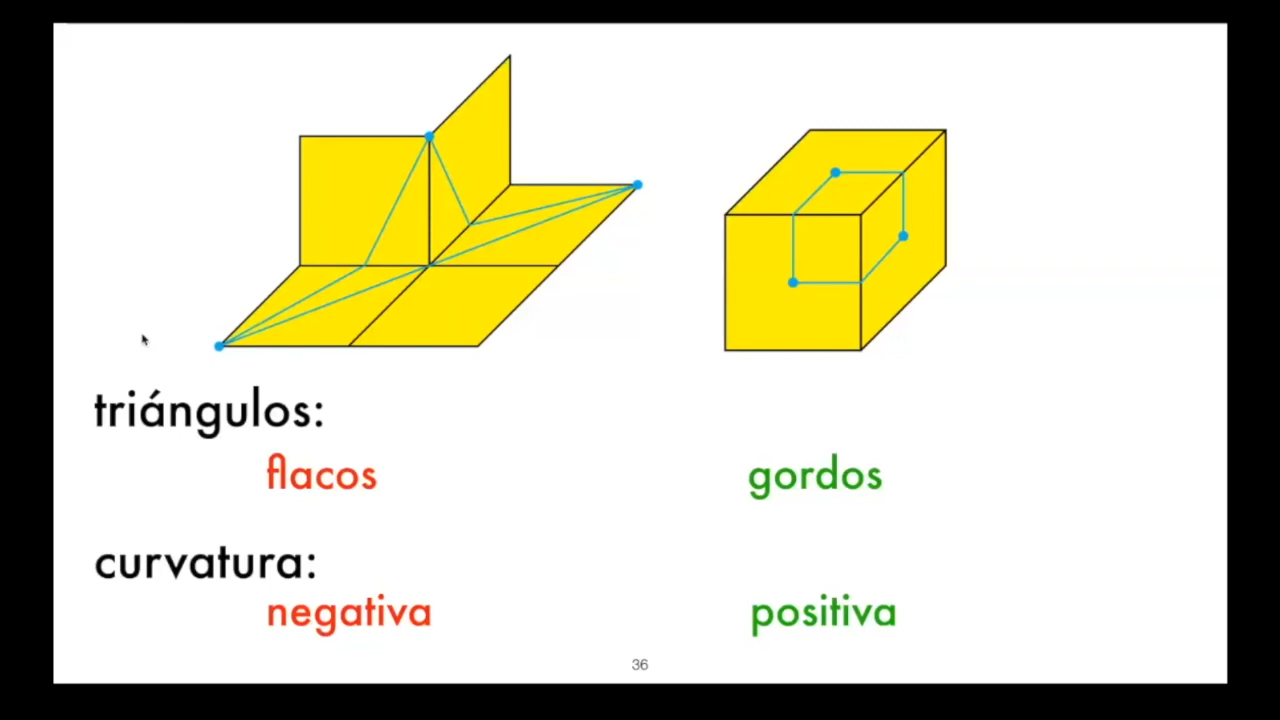 triángulos:
flacos gordos
curvatura:
negativa positiva
36